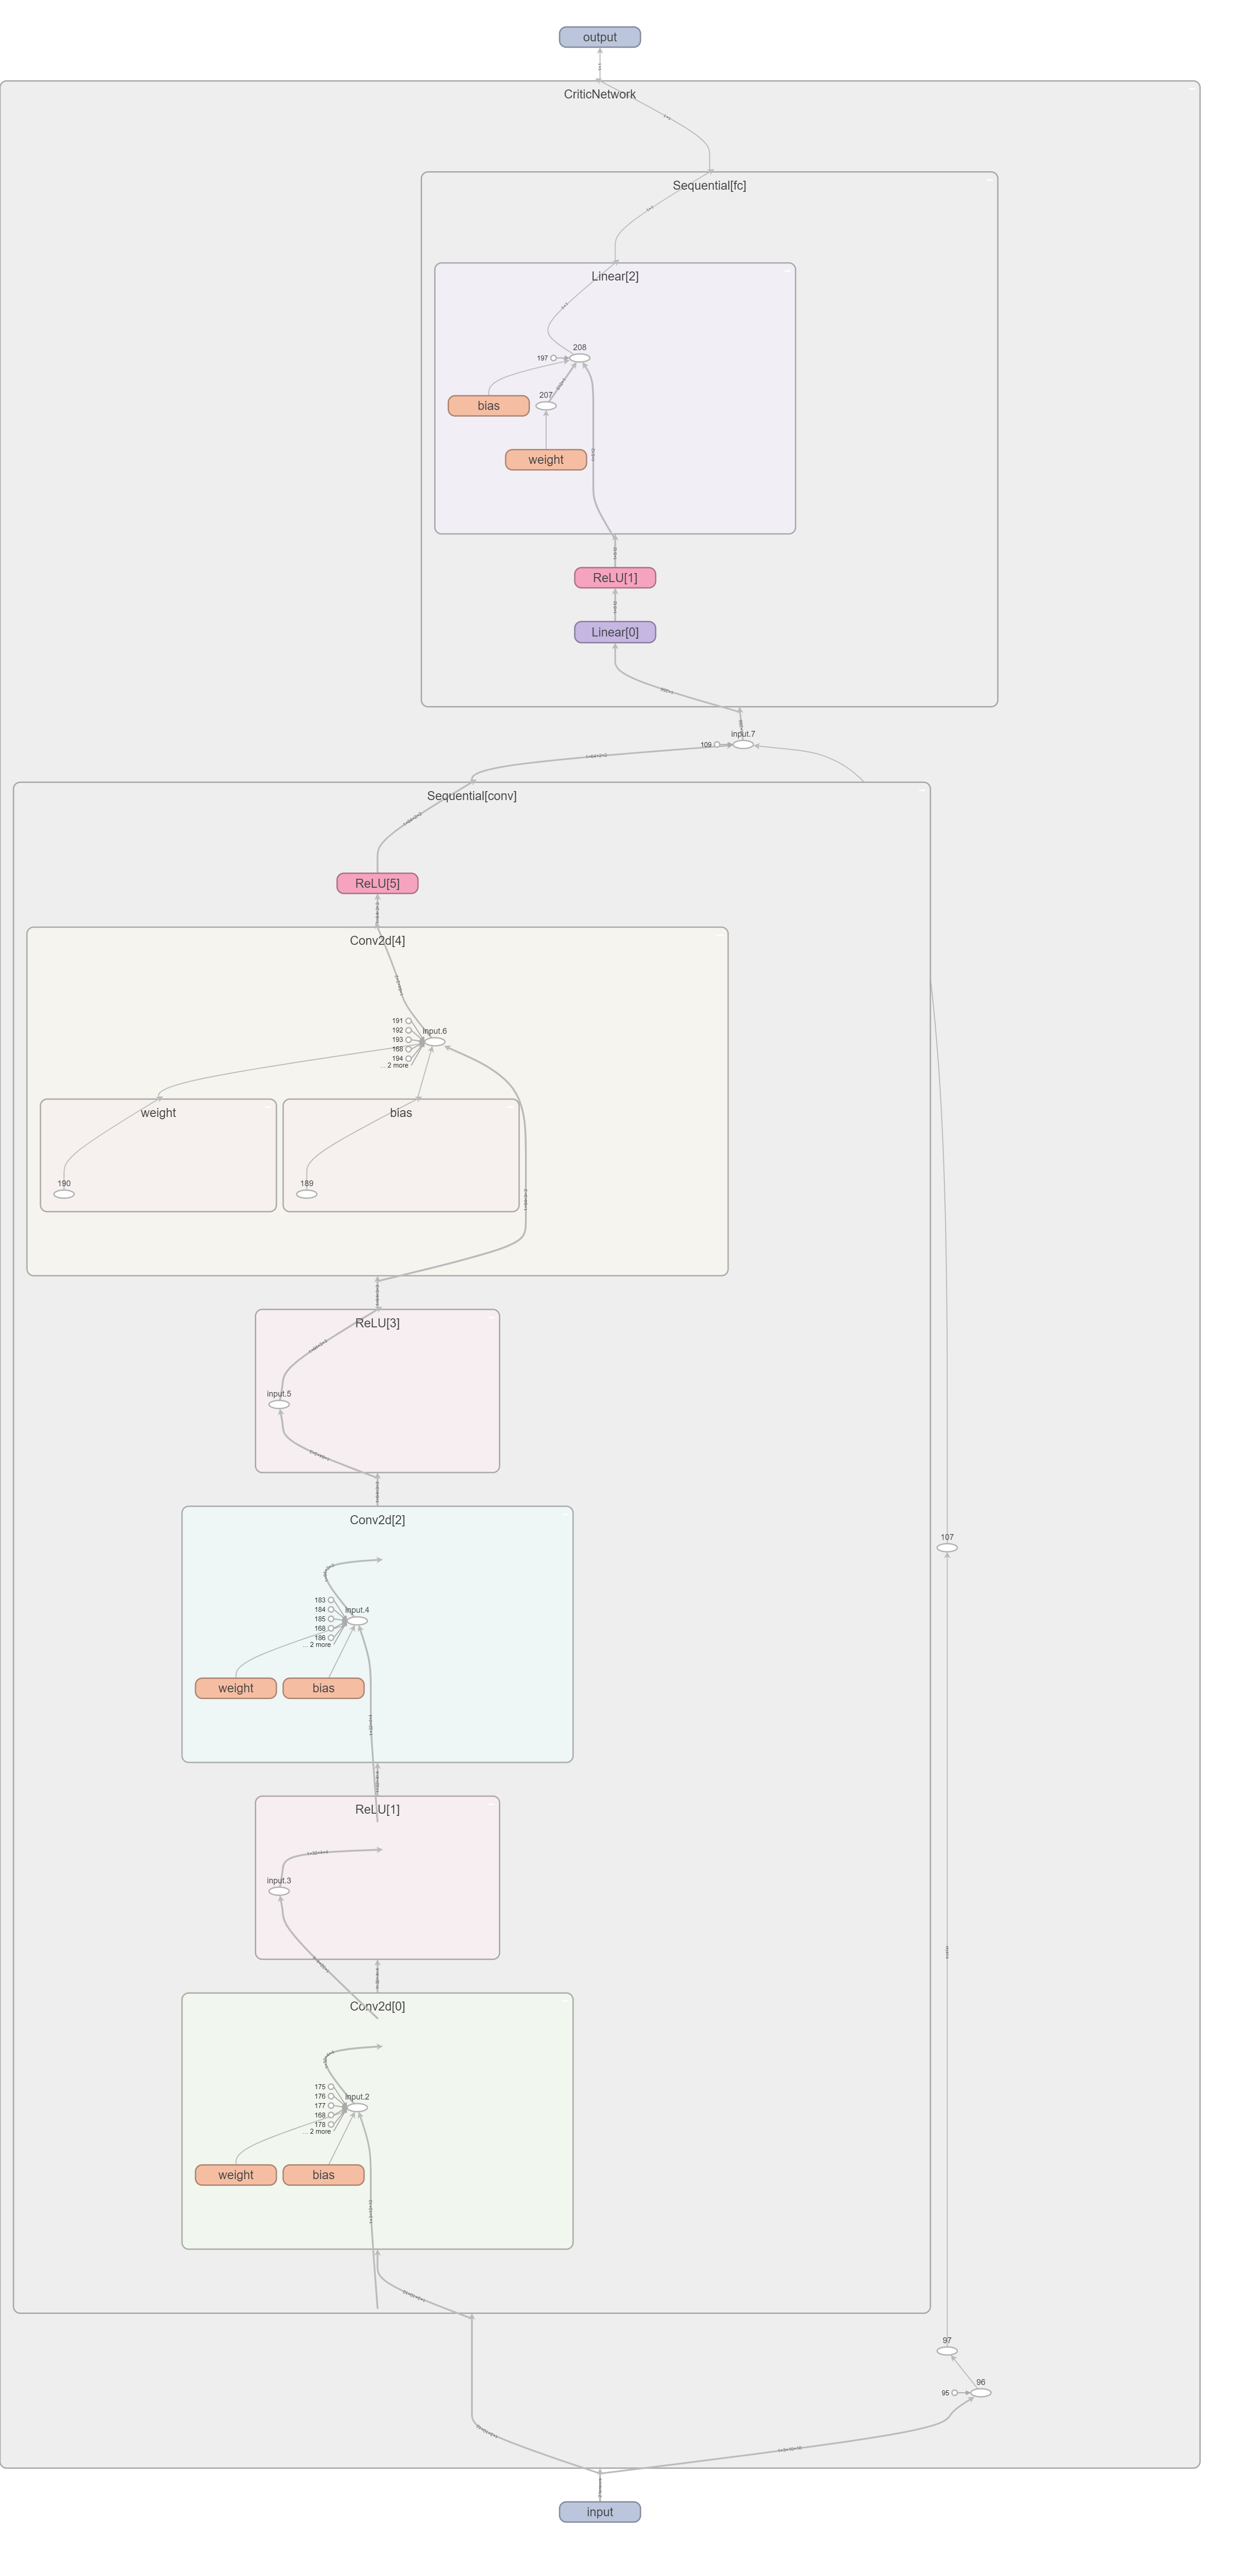 output
CriticNetwork
Sequential[fc]
Linear[2]
208
197
bias
207
weight
ReLU[1]
Linear[0]
input.7
109
Sequential[conv]
ReLU[5]
Conv2d[4]
191
192
193
168
194
... 2 more
input.6
weight
bias
190
189
ReLU[3]
input.5
Conv2d[2]
107
183
184
185
168
186
... 2 more
input.4
weight
bias
ReLU[1]
input.3
Conv2d[0]
175
176
177
168
178
... 2 more
input.2
weight
bias
97
96
95
input